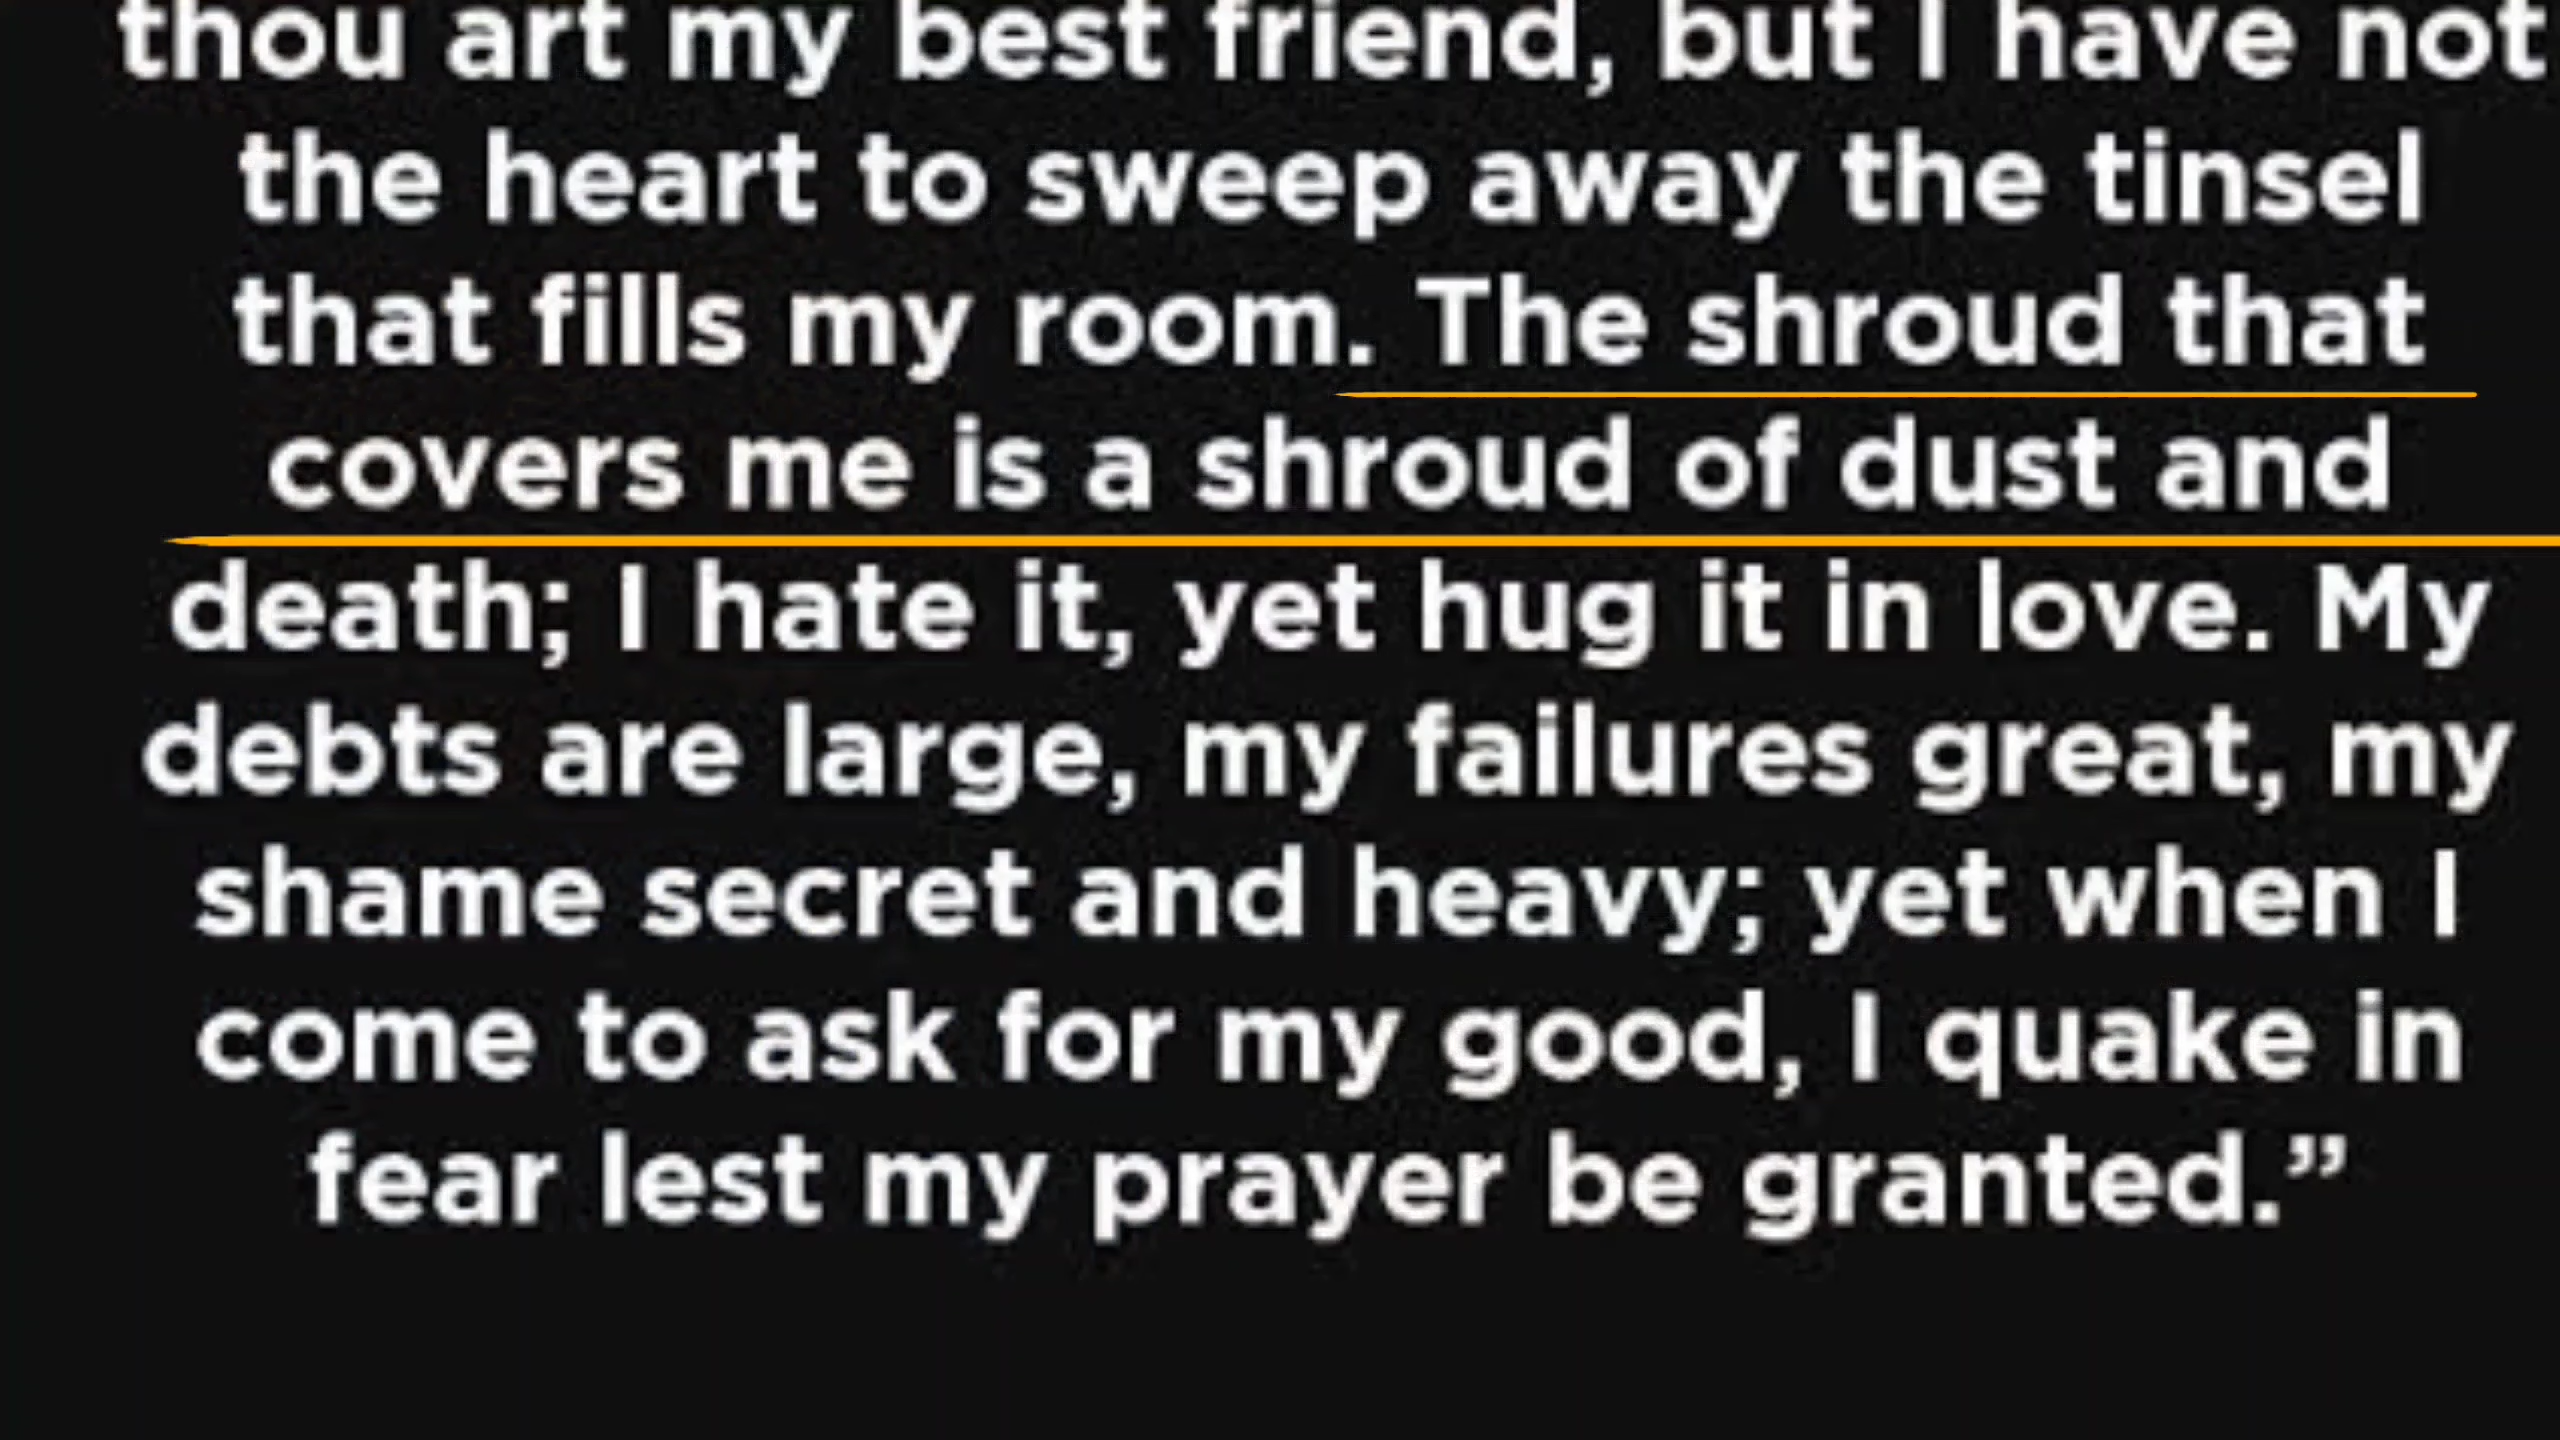 thou art my best friend, but I have not
the heart to sweep away the tinsel
that fills my room. The shroud that
covers me is a shroud of dust and
death; I hate it, yet hug it in love. My
debts are large, my failures great, my
shame secret and heavy; yet when I
come to ask for my good, I quake in
fear lest my prayer be granted.”